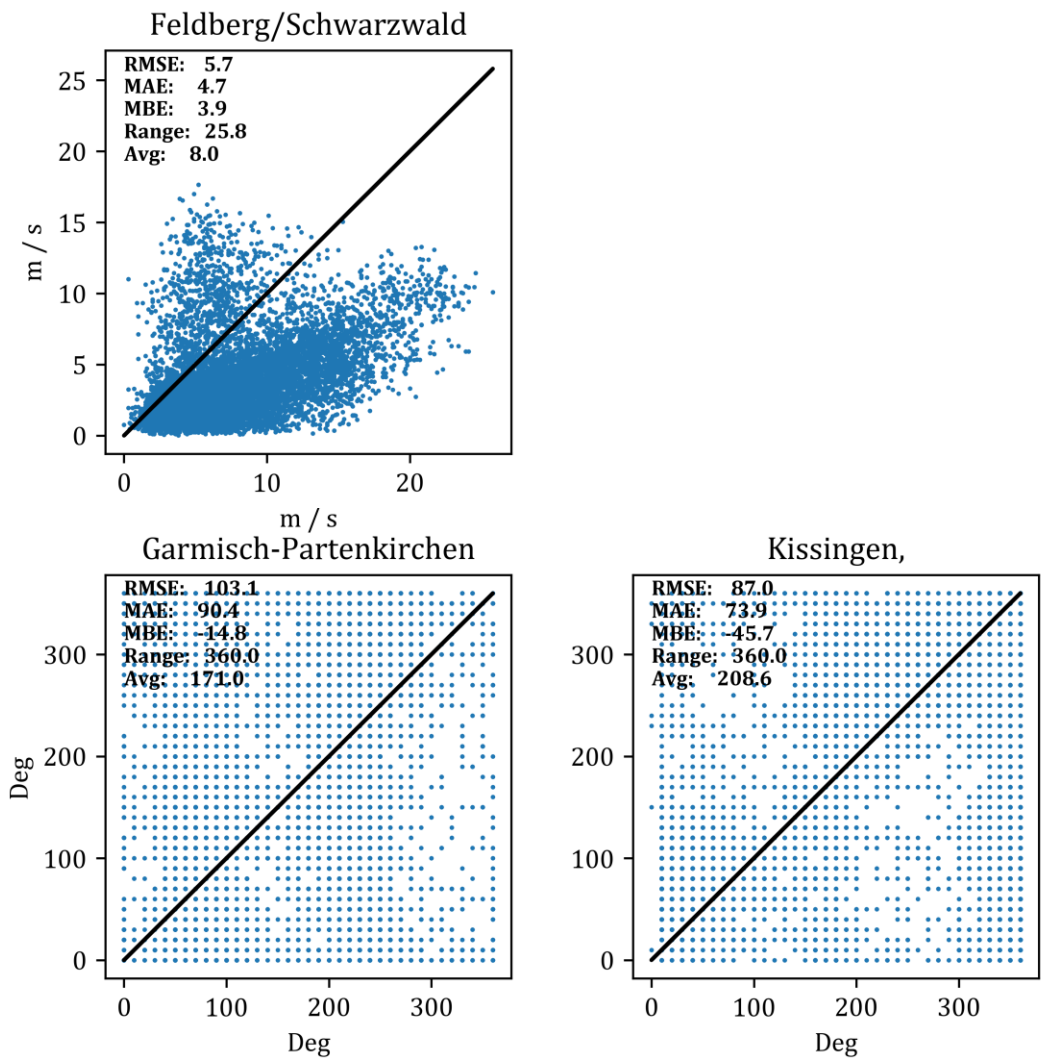 Feldberg/Schwarzwald
RMSE: 5.7
MAE: 4.7
MBE: 3.9
Range: 25.8
Avg: 8.0
25
20
15
10
5
0
m / s
0 10 20
m / s
Garmisch-Partenkirchen
RMSE: 103.1
MAE: 90.4
MBE: -14.8
Range: 360.0
Avg: 171.0
300
200
100
0
Deg
0 100 200 300
Deg
Kissingen,
RMSE: 87.0
MAE: 73.9
MBE: -45.7
Range: 360.0
Avg: 208.6
300
200
100
0
0 100 200 300
Deg